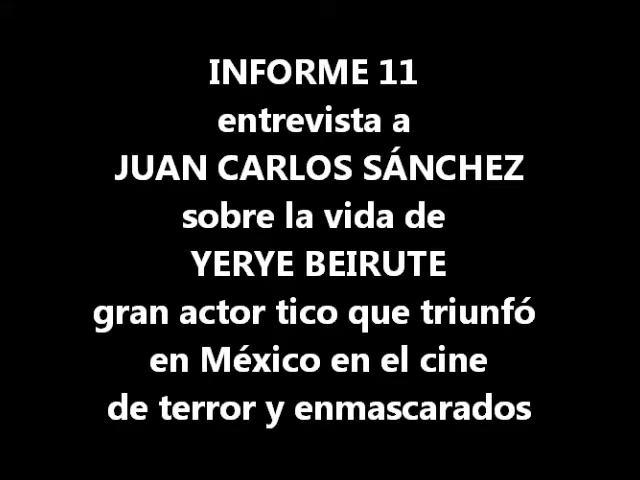 INFORME 11
entrevista a
JUAN CARLOS SÁNCHEZ
sobre la vida de
YERYE BEIRUTE
gran actor tico que triunfó
en México en el cine
de terror y enmascarados